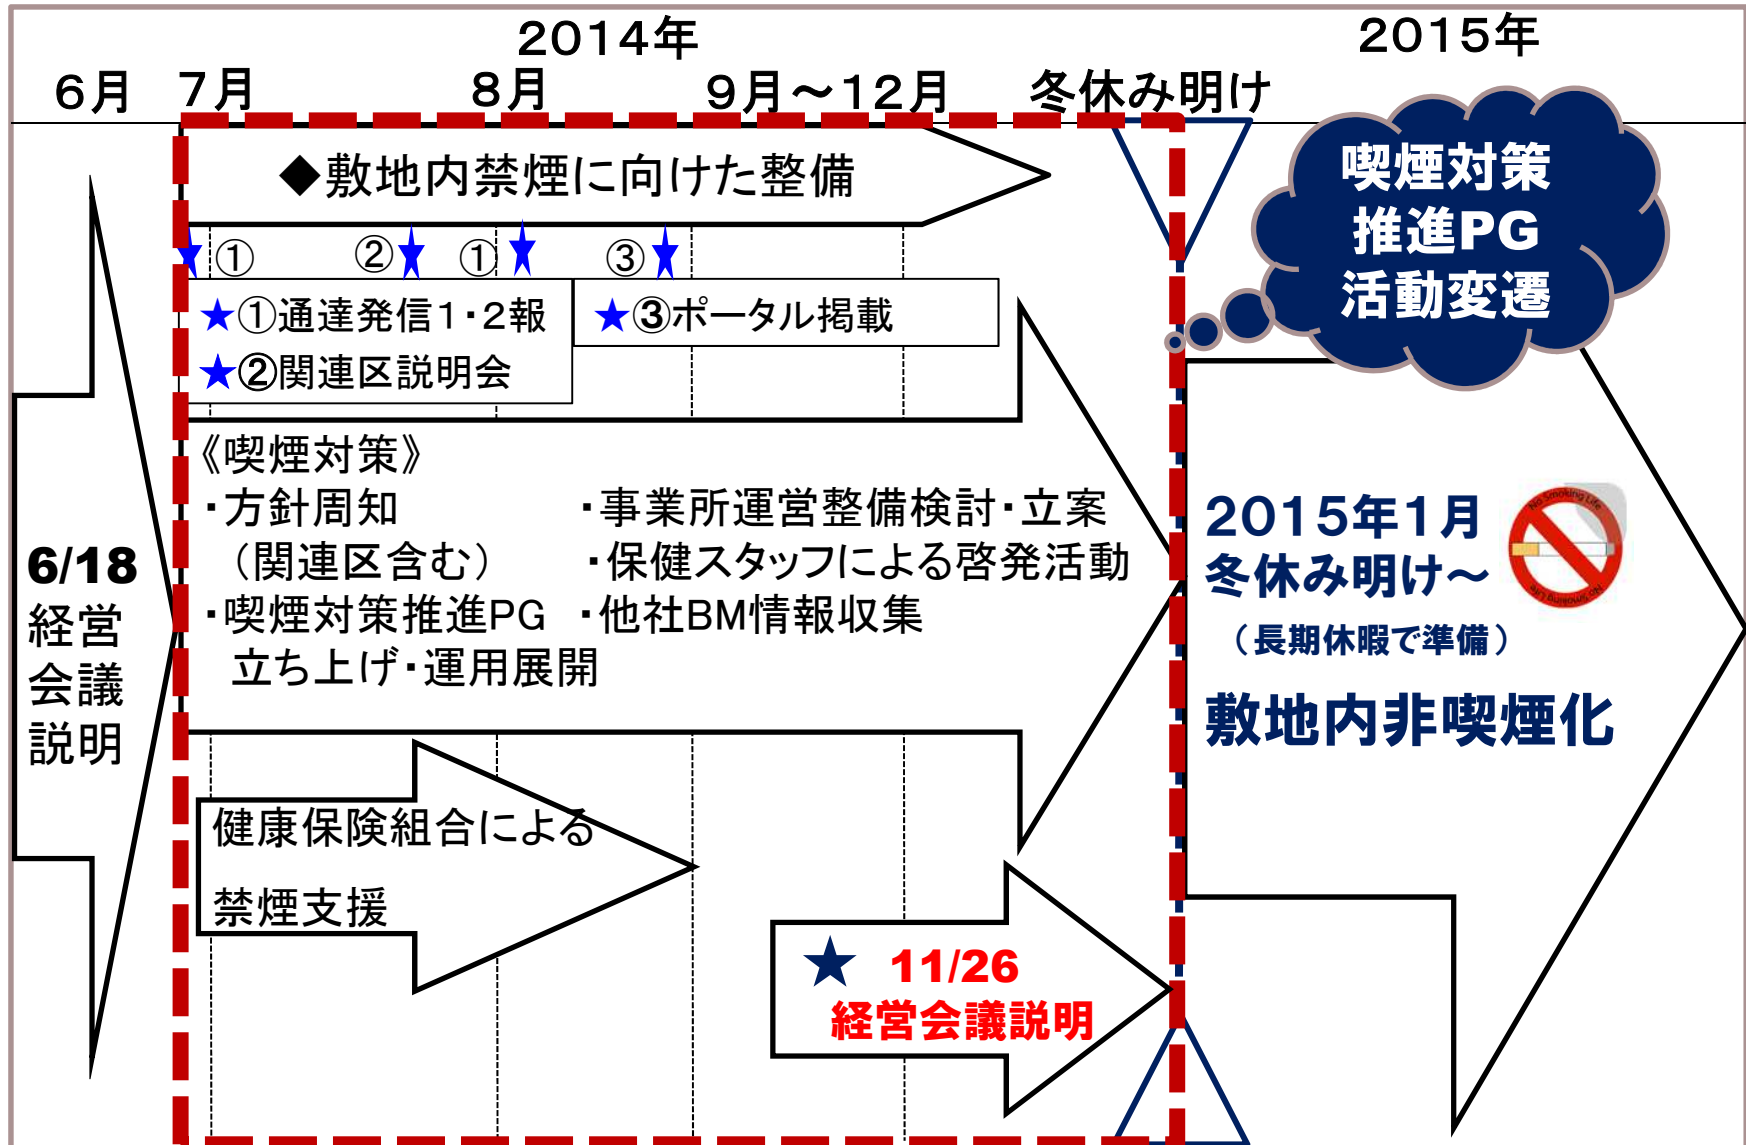 2014年
2015年
6月
7月
8月
9月～12月
冬休み明け
喫煙対策
推進PG
活動変遷
◆敷地内禁煙に向けた整備
①
②
①
③
★①通達発信1・2報
★②関連区説明会
★③ポータル掲載
6/18
経営
会議
説明
《喫煙対策》
・方針周知
（関連区含む）
・喫煙対策推進PG
立ち上げ・運用展開
・事業所運営整備検討・立案
・保健スタッフによる啓発活動
・他社BM情報収集
2015年1月
冬休み明け～
（長期休暇で準備）
敷地内非喫煙化
No Smoking Life
No Smoking Life
健康保険組合による
禁煙支援
★ 11/26
経営会議説明